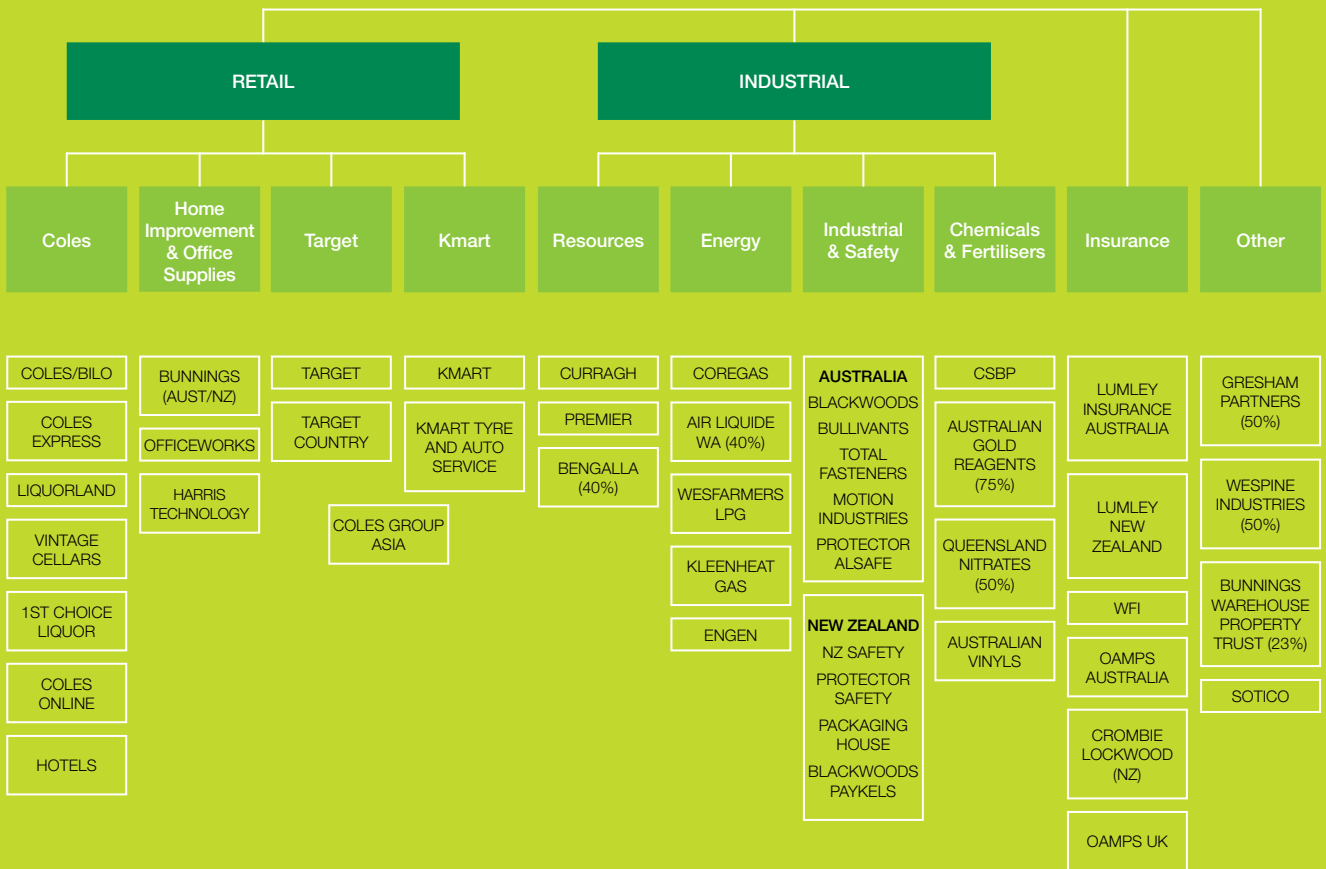 RETAIL
INDUSTRIAL
Coles
Home
Improvement
& Office
Supplies
Target
Kmart
Resources
Energy
Industrial
& Safety
Chemicals
& Fertilisers
Insurance
Other
COLES/BILO
COLES
EXPRESS
LIQUORLAND
VINTAGE
CELLARS
1ST CHOICE
LIQUOR
COLES
ONLINE
HOTELS
BUNNINGS
(AUST/NZ)
OFFICEWORKS
HARRIS
TECHNOLOGY
TARGET
TARGET
COUNTRY
KMART
KMART TYRE
AND AUTO
SERVICE
COLES GROUP
ASIA
CURRAGH
PREMIER
BENGALLA
(40%)
COREGAS
AIR LIQUIDE
WA (40%)
WESFARMERS
LPG
KLEENHEAT
GAS
ENGEN
AUSTRALIA
BLACKWOODS
BULLIVANTS
TOTAL
FASTENERS
MOTION
INDUSTRIES
PROTECTOR
ALSAFE
NEW ZEALAND
NZ SAFETY
PROTECTOR
SAFETY
PACKAGING
HOUSE
BLACKWOODS
PAYKELS
CSBP
AUSTRALIAN
GOLD
REAGENTS
(75%)
QUEENSLAND
NITRATES
(50%)
AUSTRALIAN
VINYLS
LUMLEY
INSURANCE
AUSTRALIA
LUMLEY
NEW
ZEALAND
WFI
OAMPS
AUSTRALIA
CROMBIE
LOCKWOOD
(NZ)
OAMPS UK
GRESHAM
PARTNERS
(50%)
WESPINE
INDUSTRIES
(50%)
BUNNINGS
WAREHOUSE
PROPERTY
TRUST (23%)
SOTICO